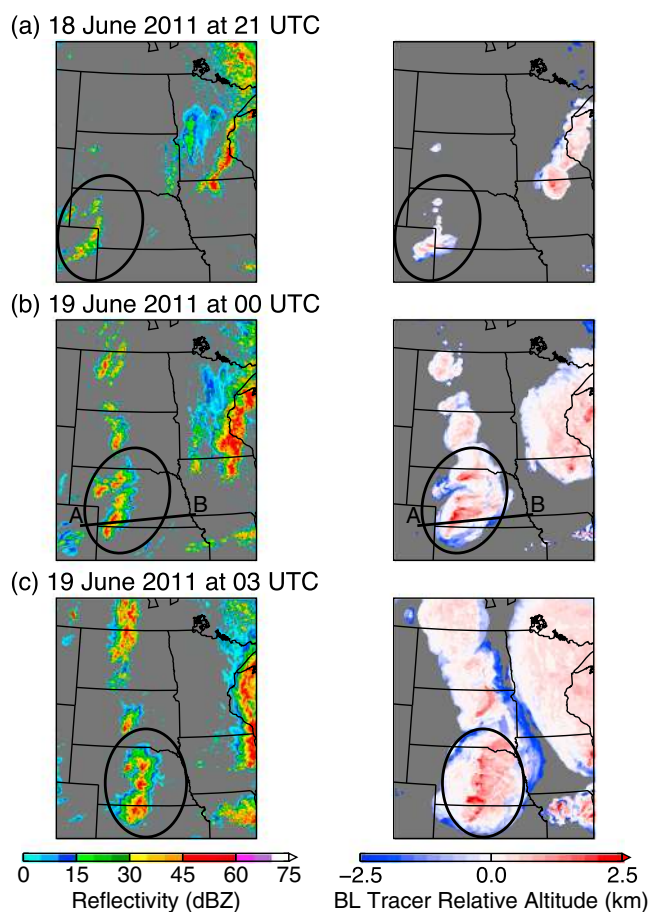 (a) 18 June 2011 at 21 UTC
(b) 19 June 2011 at 00 UTC
A B
A B
(c) 19 June 2011 at 03 UTC
0 15 30 45 60 75
Reflectivity (dBZ)
−2.5 0.0 2.5
BL Tracer Relative Altitude (km)